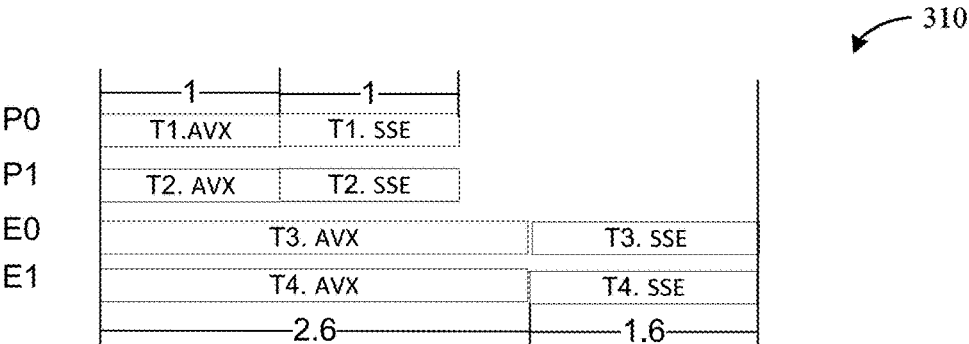 310
1 1
P0 T1.AVX T1. SSE
P1 T2. AVX T2. SSE
E0 T3. AVX T3. SSE
E1 T4. AVX T4. SSE
2.6 1.6